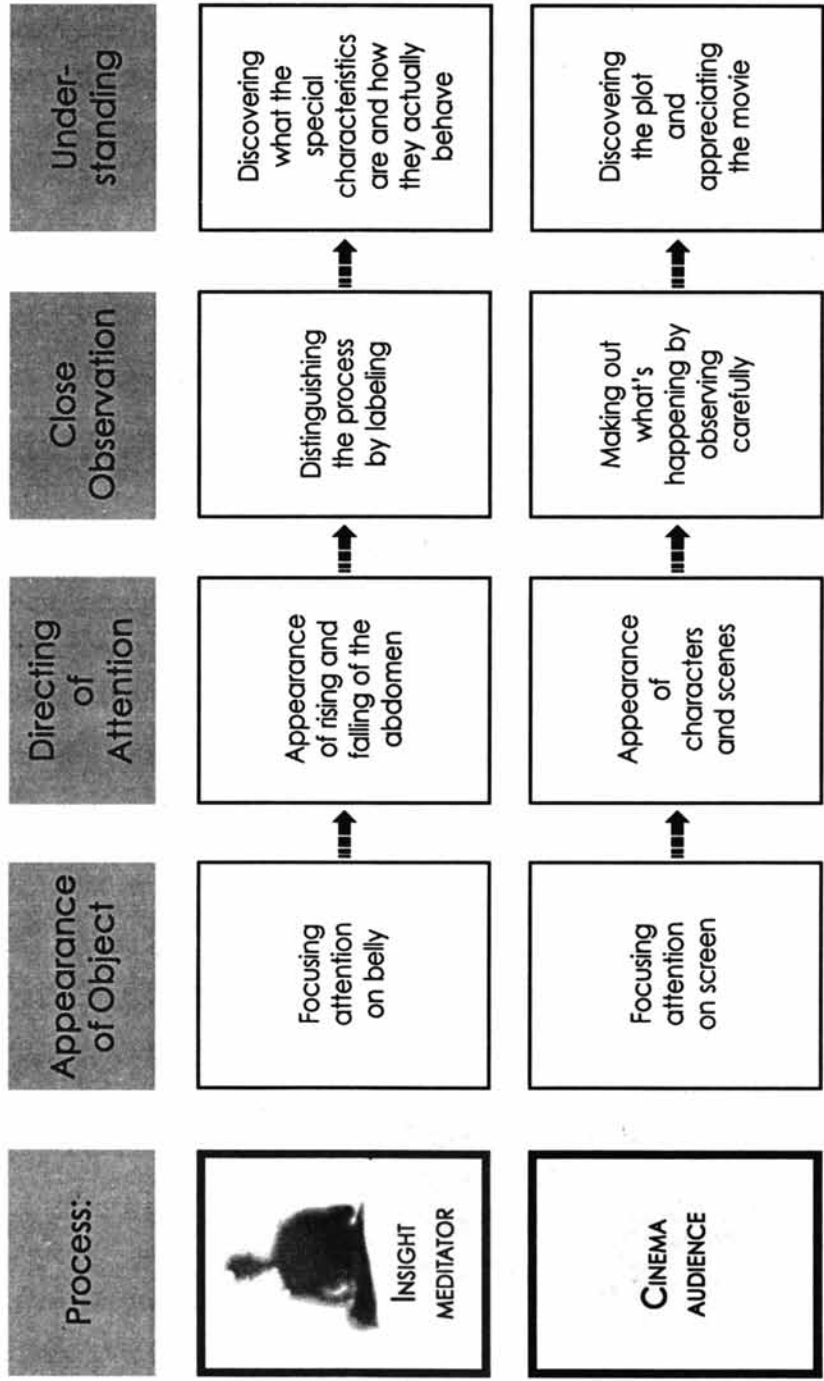 Process:
Appearance
of Object
Directing
of
Attention
Close
Observation
Under-
standing
INSIGHT
MEDITATOR
Focusing
attention
on belly
Appearance
of rising and
falling of the
abdomen
Distinguishing
the process
by labeling
Discovering
what the
special
characteristics
are and how
they actually
behave
CINEMA
AUDIENCE
Focusing
attention
on screen
Appearance
of
characters
and scenes
Making out
what's
happening by
observing
carefully
Discovering
the plot
and
appreciating
the movie